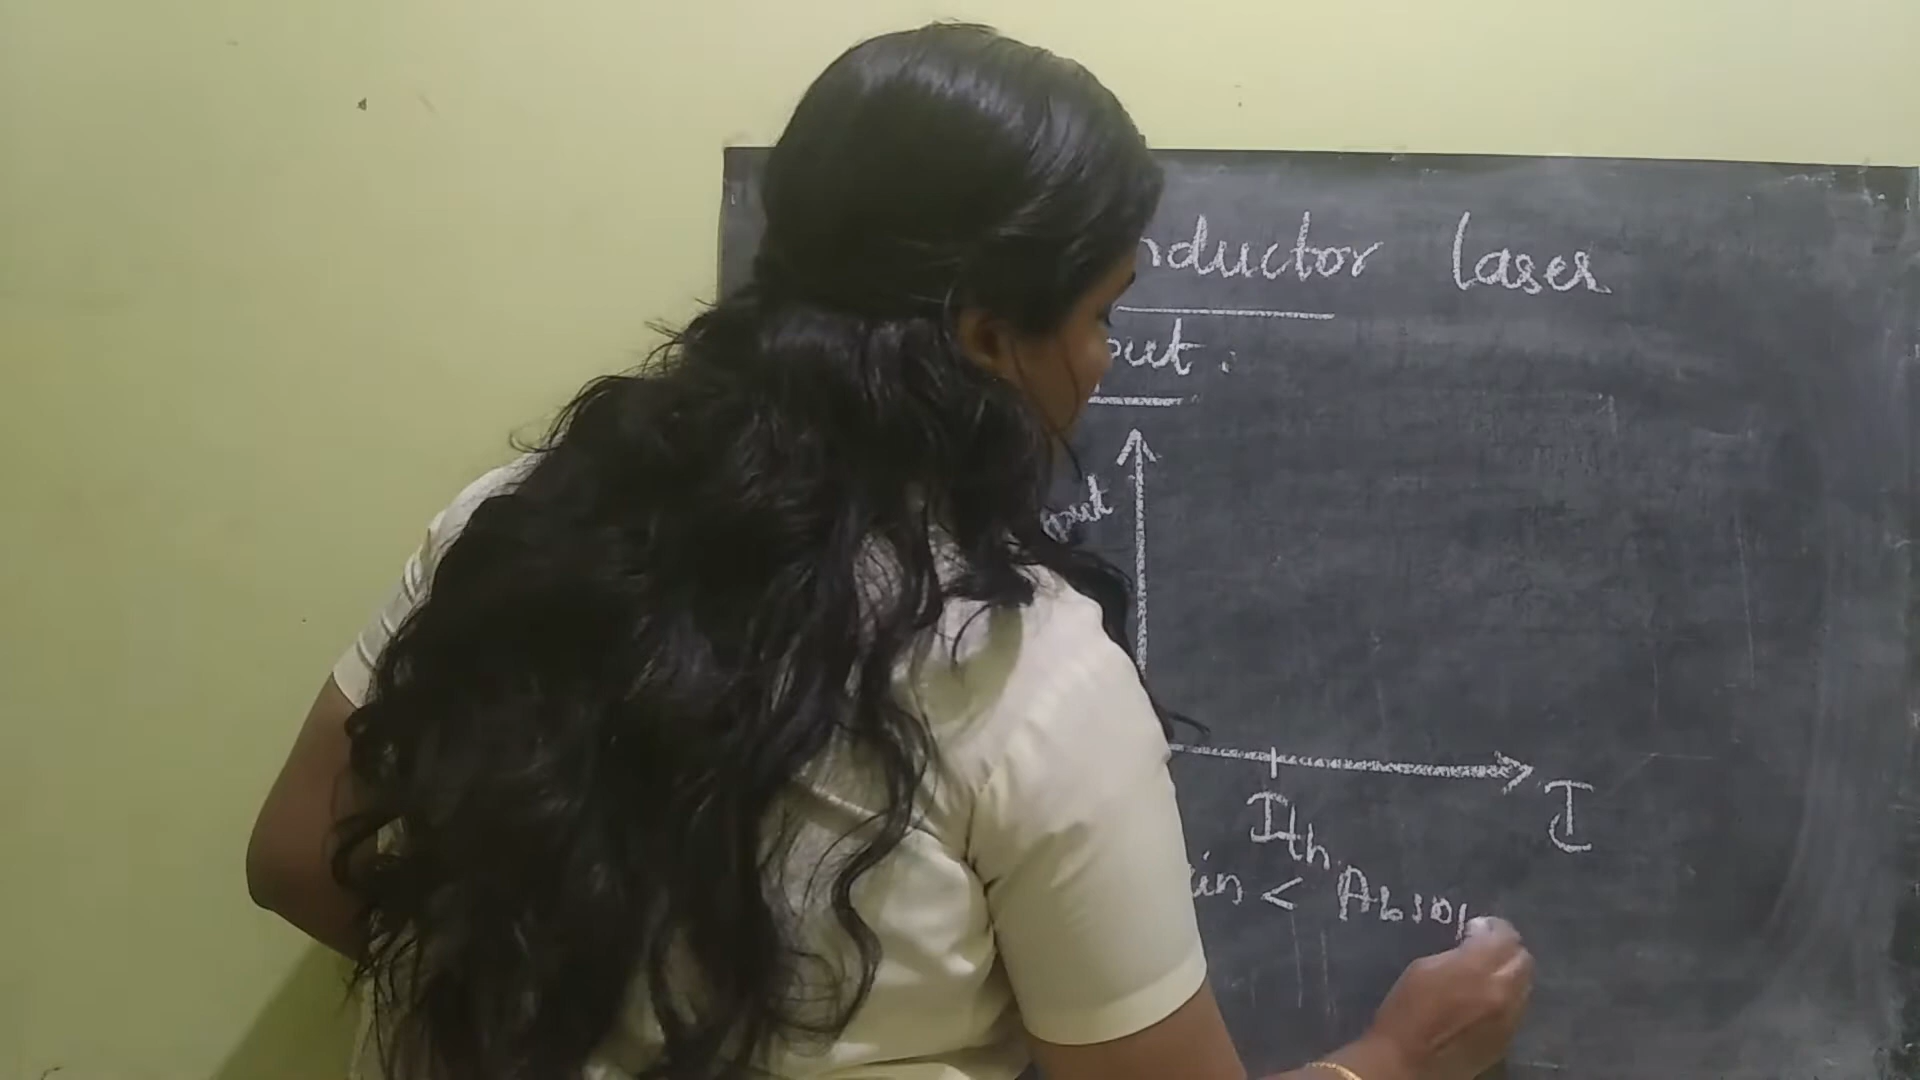 nductor laser
put.
put
I
Ith
in < Absor